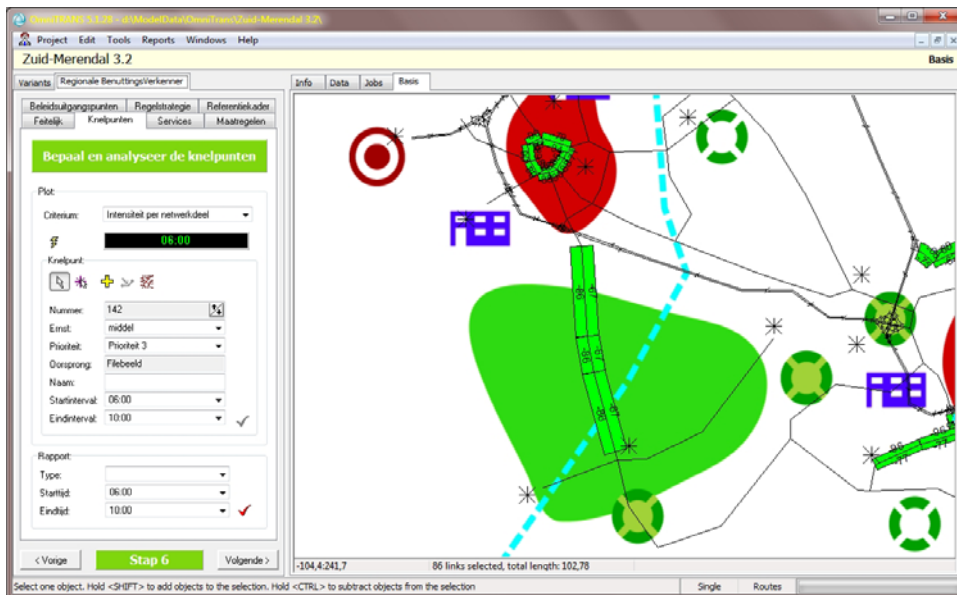 OmniTRANS 5.1.28 - d:\ModelData\OmniTrans\Zuid-Merendal 3.2\
Project Edit Tools Reports Windows Help
Zuid-Merendal 3.2 Basis
Variants Regionale BenuttingsVerkenner Info Data Jobs Basis
Beleidsuitgangspunten Regelstrategie Referentiekader
Feitelijk Knelpunten Services Maatregelen
Bepaal en analyseer de knelpunten
Plot:
Criterium: Intensiteit per netwerkdeel
06:00
Knelpunt:
Nummer: 142
Ernst: middel
Prioriteit: Prioriteit 3
Oorsprong: Filebeeld
Naam:
Startinterval: 06:00
Eindinterval: 10:00
Rapport:
Type:
Starttijd: 06:00
Eindtijd: 10:00
< Vorige Stap 6 Volgende >
-104,4:241,7 86 links selected, total length: 102,78
Select one object. Hold <SHIFT> to add objects to the selection. Hold <CTRL> to subtract objects from the selection Single Routes